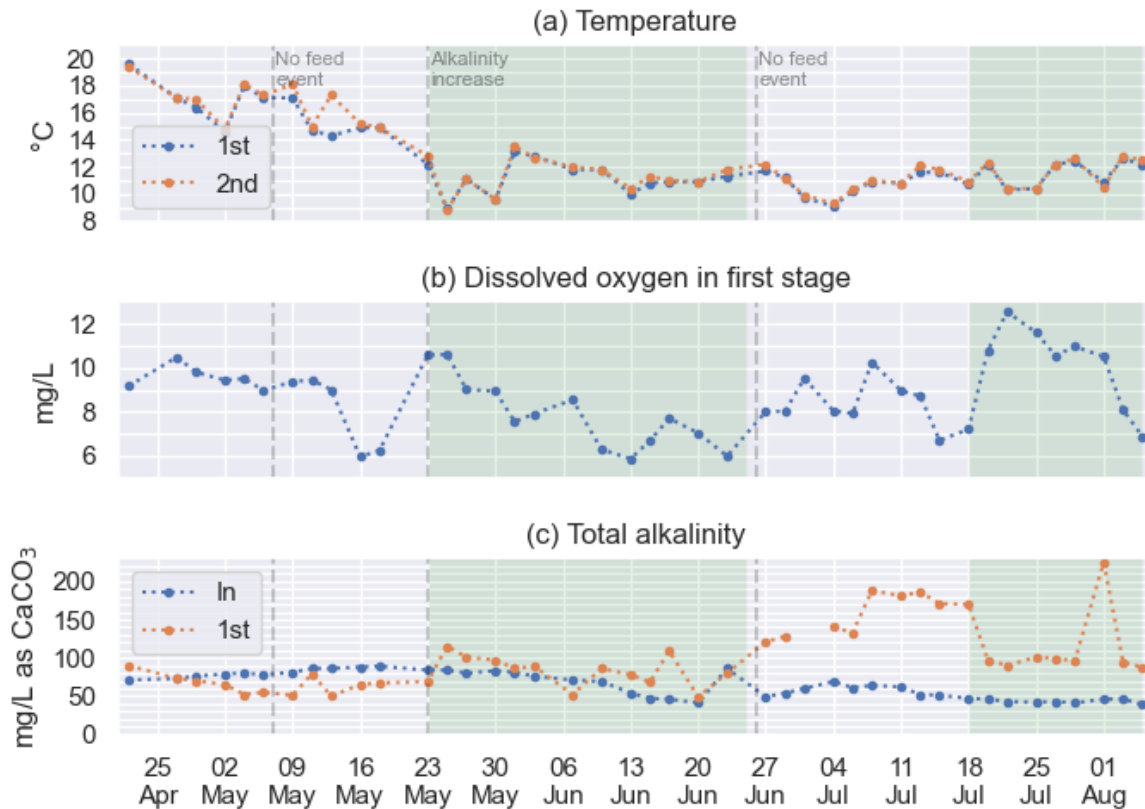 (a) Temperature
20
18
16
14
12
10
8
°C
No feed
event
Alkalinity
increase
No feed
event
1st
2nd
(b) Dissolved oxygen in first stage
12
10
8
6
mg/L
(c) Total alkalinity
200
150
100
50
0
mg/L as CaCO₃
In
1st
25 02 09 16 23 30 06 13 20 27 04 11 18 25 01
Apr May May May May May Jun Jun Jun Jun Jul Jul Jul Jul Aug